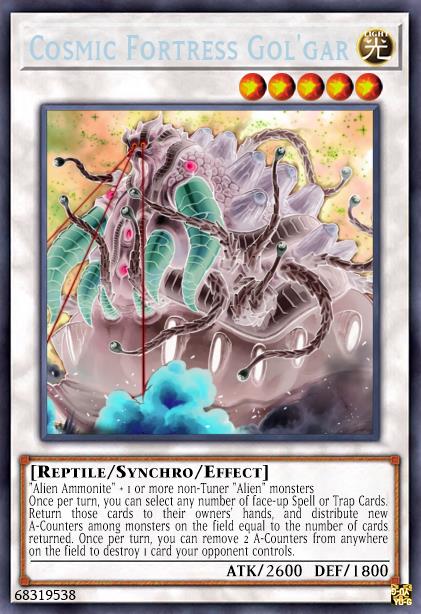 Cosmic Fortress Gol'gar
LIGHT
光
[Reptile/Synchro/Effect]
"Alien Ammonite" + 1 or more non-Tuner "Alien" monsters
Once per turn, you can select any number of face-up Spell or Trap Cards.
Return those cards to their owners' hands, and distribute new
A-Counters among monsters on the field equal to the number of cards
returned. Once per turn, you can remove 2 A-Counters from anywhere
on the field to destroy 1 card your opponent controls.
ATK/2600 DEF/1800
68319538